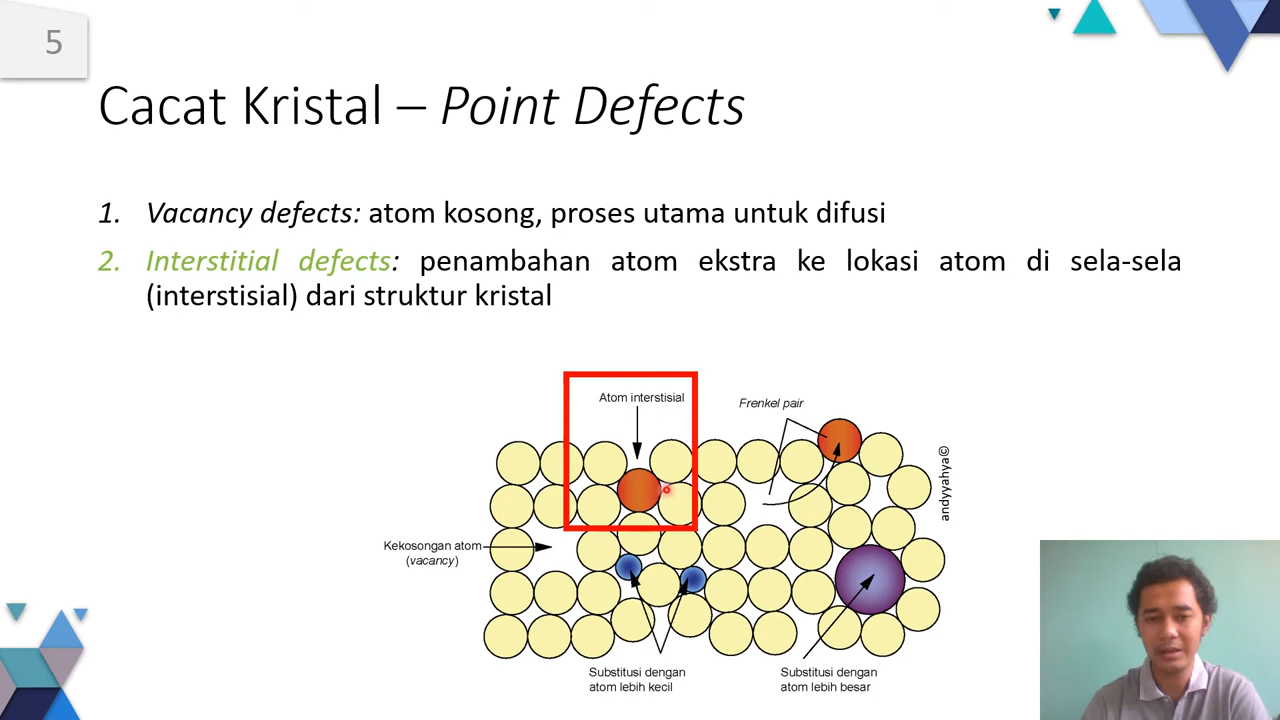 5
Cacat Kristal – Point Defects
1. Vacancy defects: atom kosong, proses utama untuk difusi
2. Interstitial defects: penambahan atom ekstra ke lokasi atom di sela-sela
(interstisial) dari struktur kristal
Atom interstisial
Frenkel pair
andyyahya©
Kekosongan atom
(vacancy)
Substitusi dengan
atom lebih kecil
Substitusi dengan
atom lebih besar